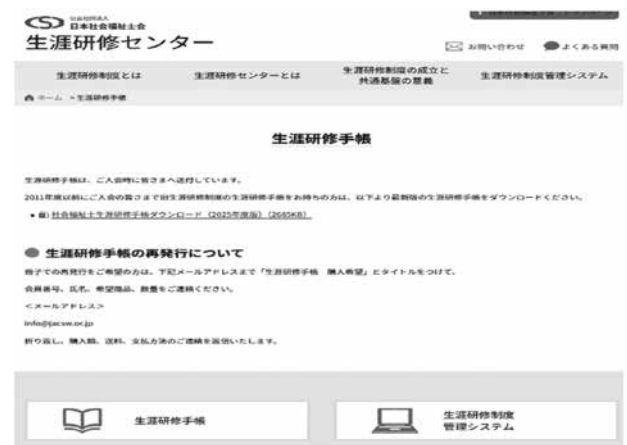 公益社団法人
日本社会福祉士会
生涯研修センター
お問い合わせ
よくある質問
生涯研修制度とは
生涯研修センターとは
生涯研修制度の成立と
共通基盤の意義
生涯研修制度管理システム
ホーム > 生涯研修手帳
生涯研修手帳
生涯研修手帳は、ご入会時に皆さまへ送付しています。
2011年度以前にご入会の皆さまで旧生涯研修制度の生涯研修手帳をお持ちの方は、以下より最新版の生涯研修手帳をダウンロードください。
社会福祉士生涯研修手帳ダウンロード（2025年度版）(2685KB)
生涯研修手帳の再発行について
冊子での再発行をご希望の方は、下記メールアドレスまで「生涯研修手帳 購入希望」とタイトルをつけて、
会員番号、氏名、希望商品、数量をご連絡ください。
＜メールアドレス＞
info@jacsw.or.jp
折り返し、購入額、送料、支払方法のご連絡を返信いたします。
生涯研修手帳
生涯研修制度
管理システム